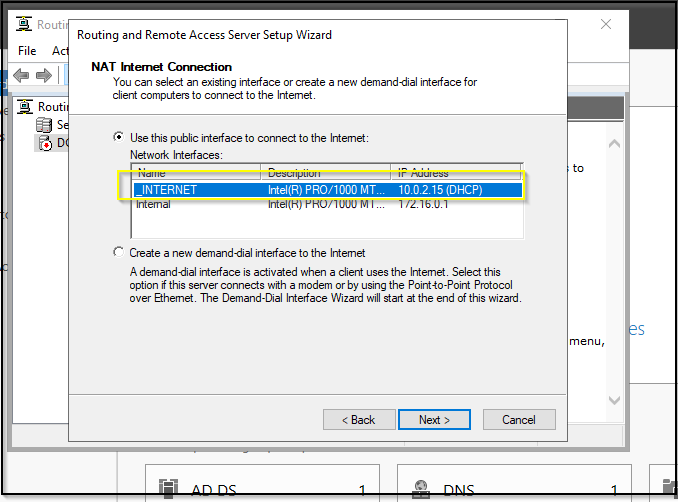 Routing
Routing and Remote Access Server Setup Wizard
File
NAT Internet Connection
You can select an existing interface or create a new demand-dial interface for
client computers to connect to the Internet.
Routin
Se
DC
Use this public interface to connect to the Internet:
Network Interfaces:
Name Description IP Address
_INTERNET Intel(R) PRO/1000 MT... 10.0.2.15 (DHCP)
Internal Intel(R) PRO/1000 MT... 172.16.0.1
s to
Create a new demand-dial interface to the Internet
A demand-dial interface is activated when a client uses the Internet. Select this
option if this server connects with a modem or by using the Point-to-Point Protocol
over Ethernet. The Demand-Dial Interface Wizard will start at the end of this wizard.
es
menu,
< Back Next > Cancel
AD DS 1 DNS 1